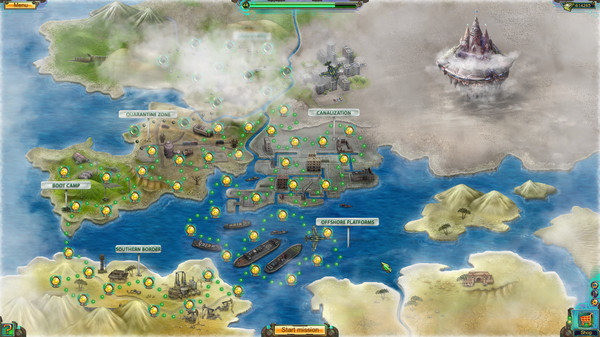 Menu
QUARANTINE ZONE
CANALIZATION
BOOT CAMP
OFFSHORE PLATFORMS
SOUTHERN BORDER
Start mission
Shop